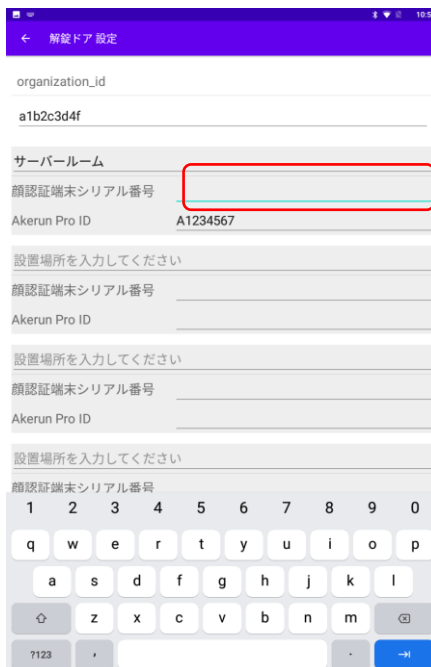 10:5
← 解錠ドア 設定
organization_id
a1b2c3d4f
サーバールーム
顔認証端末シリアル番号
Akerun Pro ID A1234567
設置場所を入力してください
顔認証端末シリアル番号
Akerun Pro ID
設置場所を入力してください
顔認証端末シリアル番号
Akerun Pro ID
設置場所を入力してください
顔認証端末シリアル番号
1 2 3 4 5 6 7 8 9 0
q w e r t y u i o p
a s d f g h j k l
z x c v b n m
?123 , .